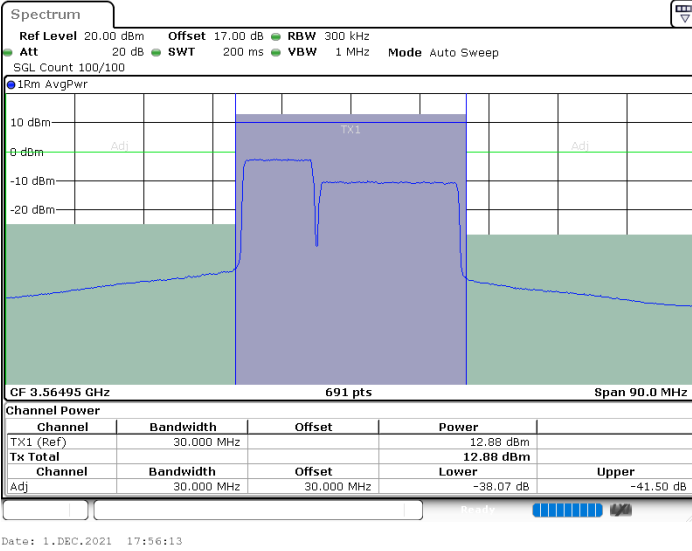 Spectrum
Ref Level 20.00 dBm Offset 17.00 dB RBW 300 kHz
Att 20 dB SWT 200 ms VBW 1 MHz Mode Auto Sweep
SGL Count 100/100
1Rm AvgPwr
10 dBm
TX1
Adj
Adj
0 dBm
-10 dBm
-20 dBm
CF 3.56495 GHz 691 pts Span 90.0 MHz
Channel Power
Channel Bandwidth Offset Power
TX1 (Ref) 30.000 MHz 12.88 dBm
Tx Total 12.88 dBm
Channel Bandwidth Offset Lower Upper
Adj 30.000 MHz 30.000 MHz -38.07 dB -41.50 dB
Ready
Date: 1.DEC.2021 17:56:13